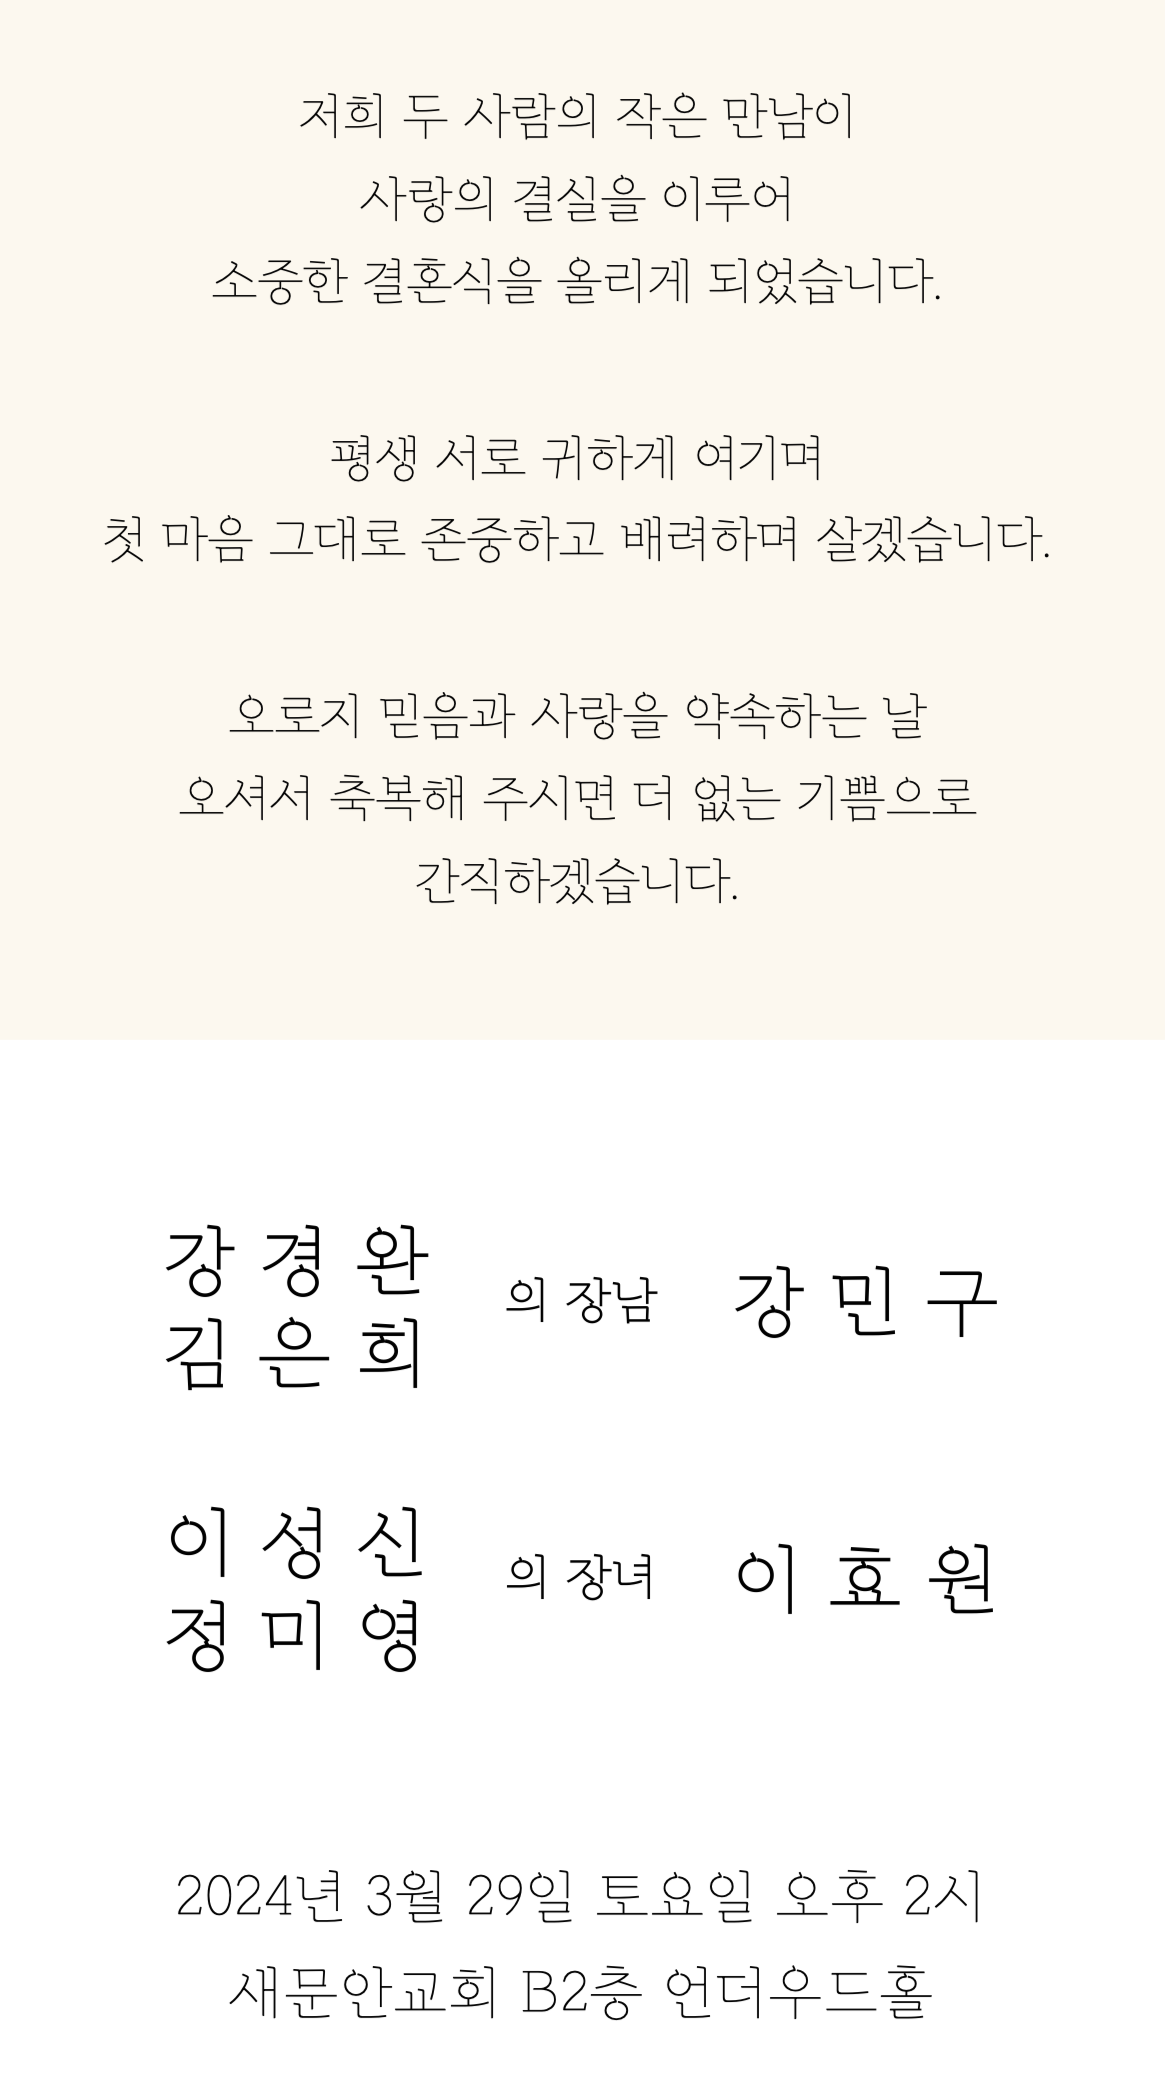 저희 두 사람의 작은 만남이
사랑의 결실을 이루어
소중한 결혼식을 올리게 되었습니다.
평생 서로 귀하게 여기며
첫 마음 그대로 존중하고 배려하며 살겠습니다.
오로지 믿음과 사랑을 약속하는 날
오셔서 축복해 주시면 더 없는 기쁨으로
간직하겠습니다.
강경완
김은희
의 장남
강민구
이성신
정미영
의 장녀
이효원
2024년 3월 29일 토요일 오후 2시
새문안교회 B2층 언더우드홀